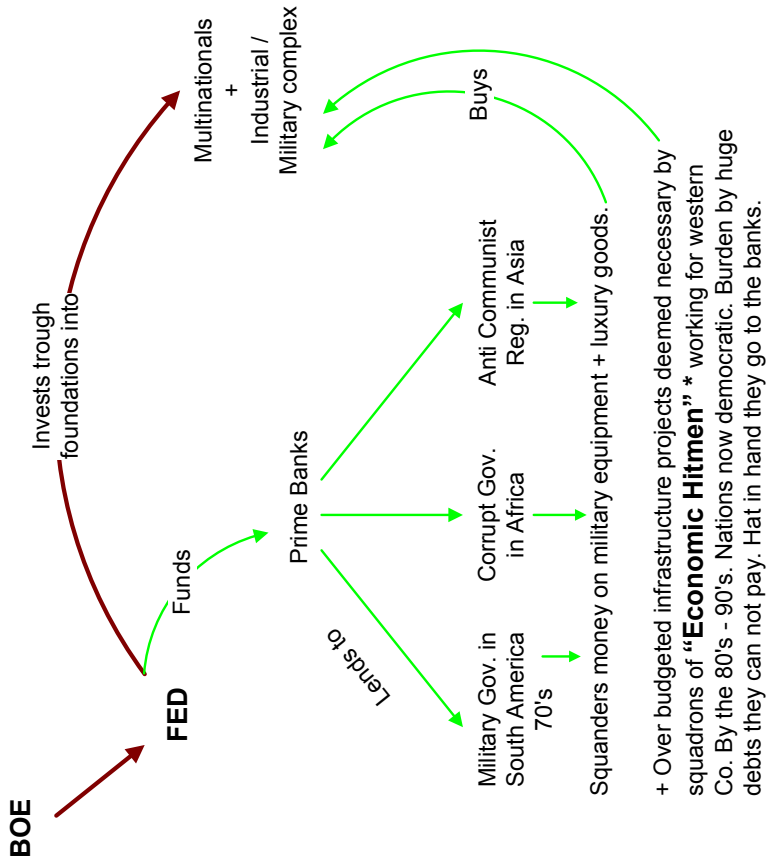 BOE
FED
Invests trough
foundations into
Multinationals
+
Industrial /
Military complex
Funds
Prime Banks
Buys
Lends to
Military Gov. in
South America
70's
Corrupt Gov.
in Africa
Anti Communist
Reg. in Asia
Squanders money on military equipment + luxury goods.
+ Over budgeted infrastructure projects deemed necessary by
squadrons of “Economic Hitmen” * working for western
Co. By the 80's - 90's. Nations now democratic. Burden by huge
debts they can not pay. Hat in hand they go to the banks.